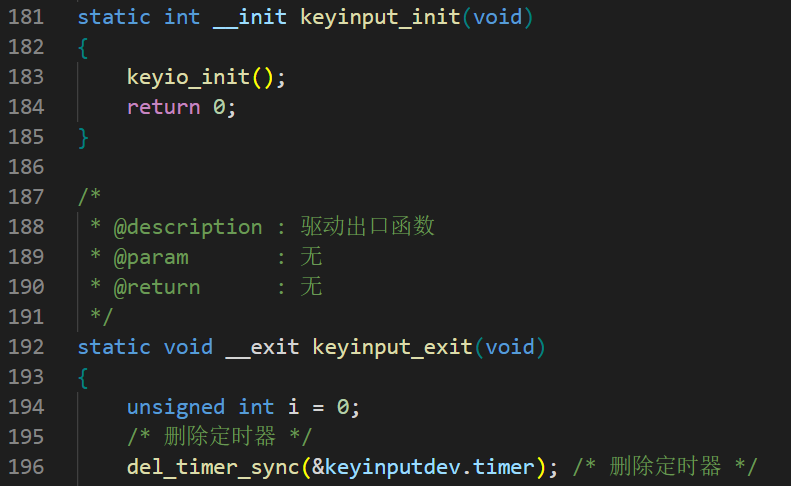 181 static int __init keyinput_init(void)
182 {
183     keyio_init();
184     return 0;
185 }
186
187 /*
188  * @description : 驱动出口函数
189  * @param       : 无
190  * @return      : 无
191  */
192 static void __exit keyinput_exit(void)
193 {
194     unsigned int i = 0;
195     /* 删除定时器 */
196     del_timer_sync(&keyinputdev.timer); /* 删除定时器 */